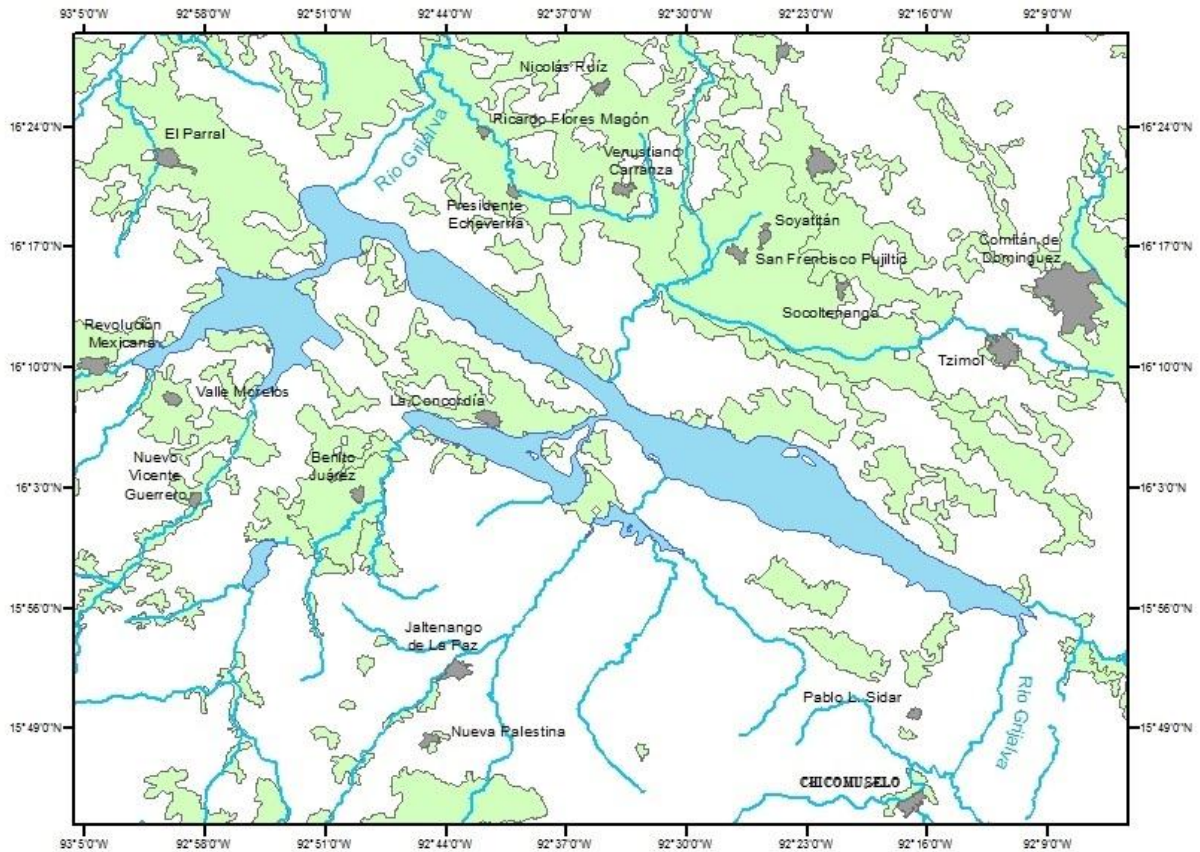 93°5'0"W 92°58'0"W 92°51'0"W 92°44'0"W 92°37'0"W 92°30'0"W 92°23'0"W 92°16'0"W 92°9'0"W
Nicolás Ruíz
16°24'0"N
El Parral
Ricardo Flores Magón
16°24'0"N
Río Grijalva
Venustiano
Carranza
Presidente
Echeverría
Soyatitán
16°17'0"N
San Francisco Pujiltic
Comitán de
Domínguez
16°17'0"N
Revolución
Mexicana
Socoltenango
16°10'0"N
Tzimol
16°10'0"N
Valle Morelos
La Concordia
Nuevo
Vicente
Guerrero
Benito
Juárez
16°3'0"N
16°3'0"N
15°56'0"N
15°56'0"N
Jaltenango
de La Paz
Pablo L. Sidar
Río Grijalva
15°49'0"N
Nueva Palestina
15°49'0"N
CHICOMUSELO
93°5'0"W 92°58'0"W 92°51'0"W 92°44'0"W 92°37'0"W 92°30'0"W 92°23'0"W 92°16'0"W 92°9'0"W